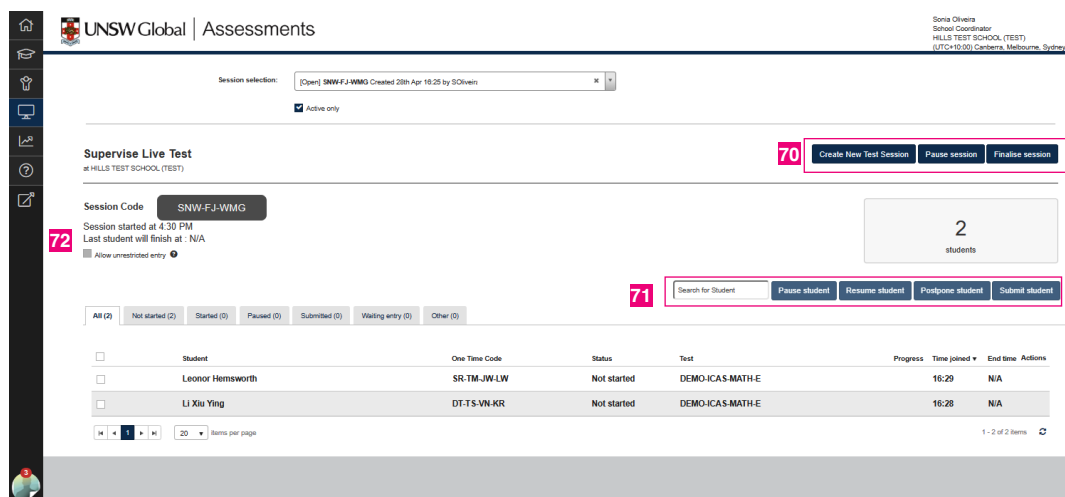 UNSW Global | Assessments
Sonia Oliveira
School Coordinator
HILLS TEST SCHOOL (TEST)
(UTC+10:00) Canberra, Melbourne, Sydney
Session selection:
[Open] SNW-FJ-WMG Created 28th Apr 16:25 by SOliveira
Active only
Supervise Live Test
at HILLS TEST SCHOOL (TEST)
70
Create New Test Session Pause session Finalise session
Session Code SNW-FJ-WMG
Session started at 4:30 PM
72
Last student will finish at : N/A
Allow unrestricted entry ?
2
students
71
Search for Student Pause student Resume student Postpone student Submit student
All (2) Not started (2) Started (0) Paused (0) Submitted (0) Waiting entry (0) Other (0)
Student One Time Code Status Test Progress Time joined End time Actions
Leonor Hemsworth SR-TM-JW-LW Not started DEMO-ICAS-MATH-E 16:29 N/A
Li Xiu Ying DT-TS-VN-KR Not started DEMO-ICAS-MATH-E 16:28 N/A
1 20 items per page 1 - 2 of 2 items
3